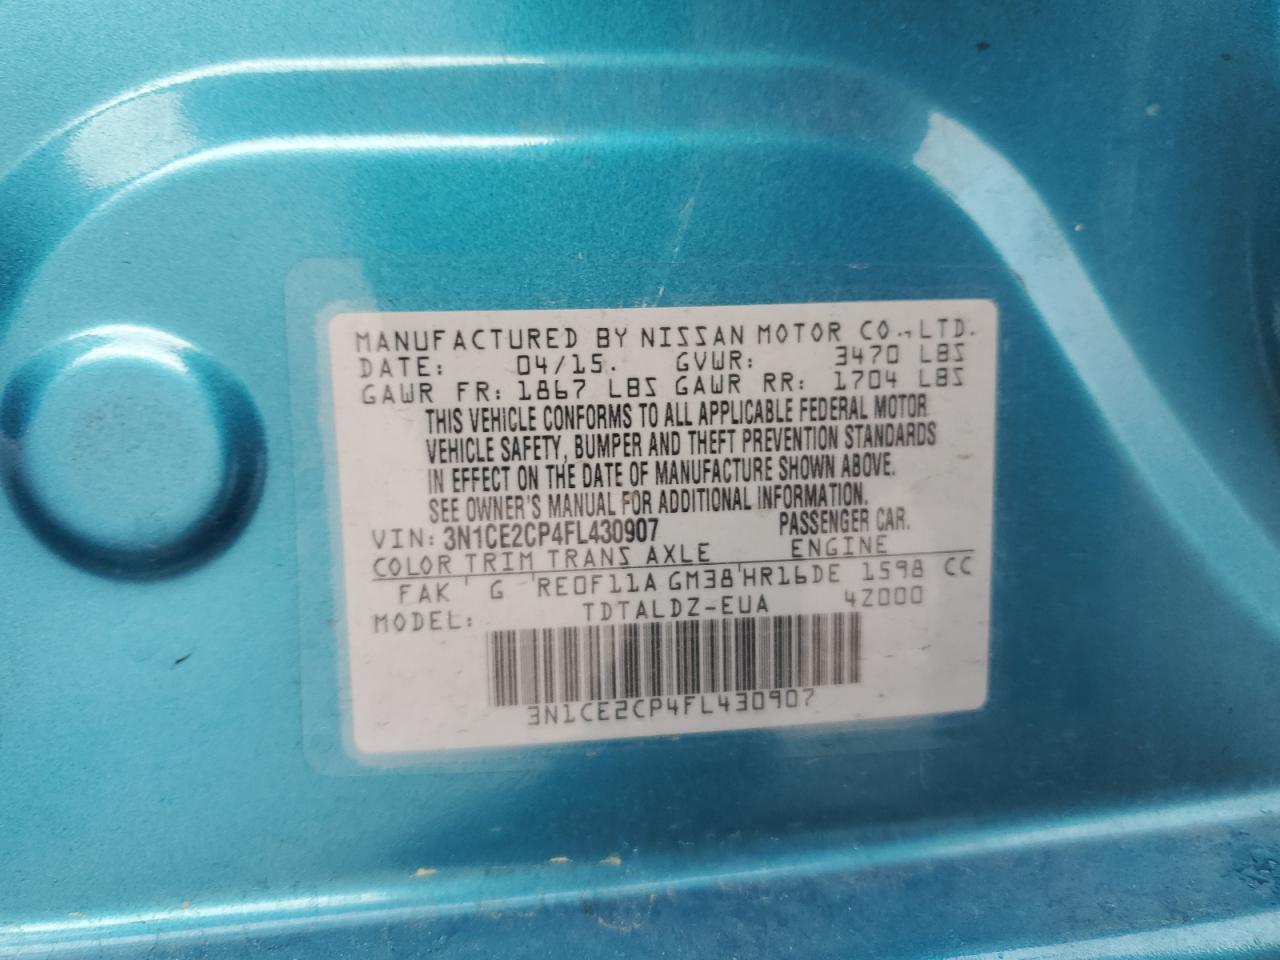 MANUFACTURED BY NISSAN MOTOR CO., LTD.
DATE: 04/15. GVWR: 3470 LBS
GAWR FR: 1867 LBS GAWR RR: 1704 LBS
THIS VEHICLE CONFORMS TO ALL APPLICABLE FEDERAL MOTOR
VEHICLE SAFETY, BUMPER AND THEFT PREVENTION STANDARDS
IN EFFECT ON THE DATE OF MANUFACTURE SHOWN ABOVE.
SEE OWNER'S MANUAL FOR ADDITIONAL INFORMATION.
VIN: 3N1CE2CP4FL430907 PASSENGER CAR.
COLOR TRIM TRANS AXLE ENGINE
FAK G RE0F11A GM38 HR16DE 1598 CC
MODEL: TDTALDZ-EUA 4Z000
3N1CE2CP4FL430907